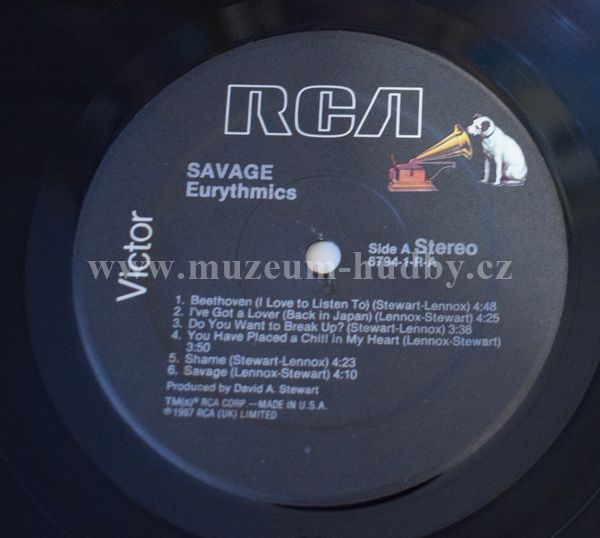 RCA
SAVAGE
Eurythmics
Victor
Side A Stereo
6794-1-R-A
www.muzeum-hudby.cz
1. Beethoven (I Love to Listen To) (Stewart-Lennox) 4:48
2. I've Got a Lover (Back in Japan) (Lennox-Stewart) 4:25
3. Do You Want to Break Up? (Stewart-Lennox) 3:38
4. You Have Placed a Chill in My Heart (Lennox-Stewart)
3:50
5. Shame (Stewart-Lennox) 4:23
6. Savage (Lennox-Stewart) 4:10
Produced by David A. Stewart
TM(s)® RCA CORP.—MADE IN U.S.A.
℗1987 RCA (UK) LIMITED